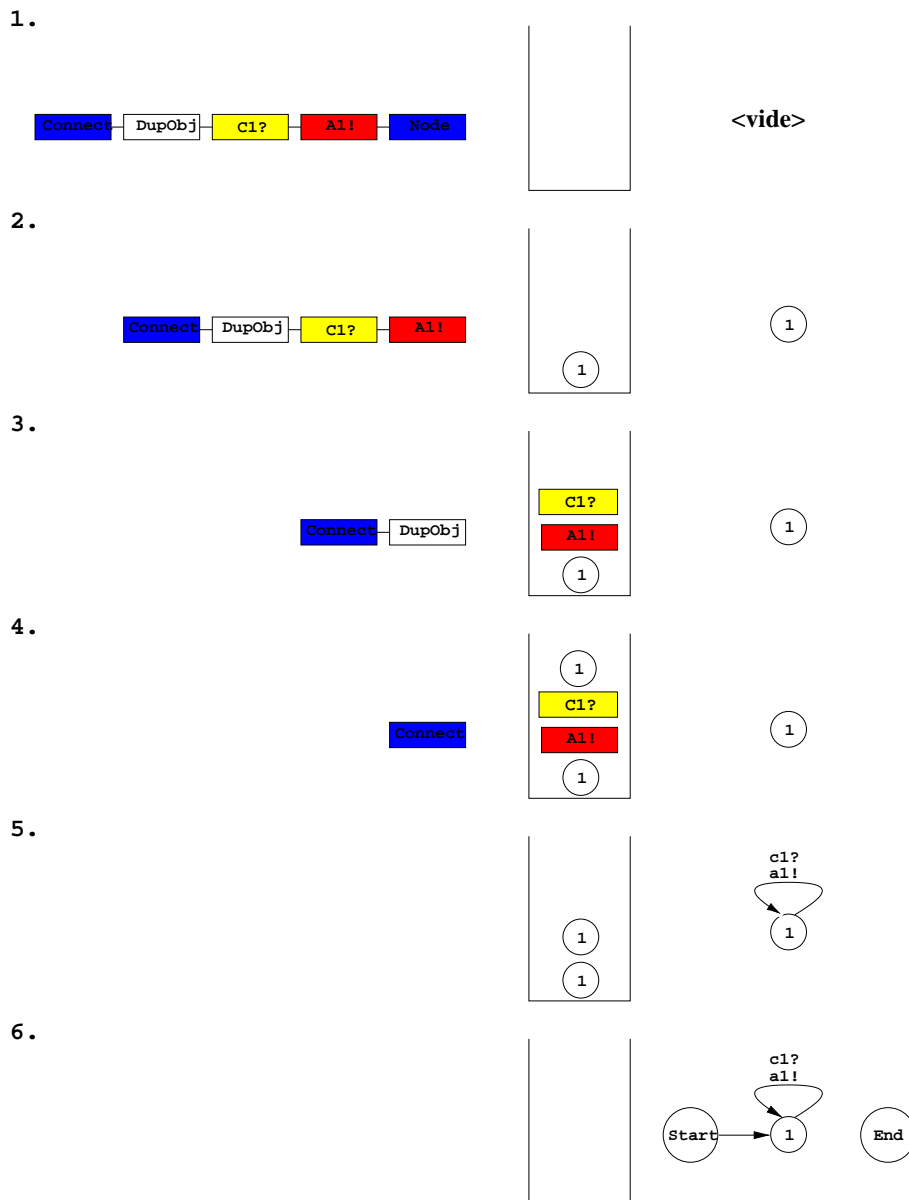 1.
Connect DupObj C1? A1! Node
<vide>
2.
Connect DupObj C1? A1!
1
1
3.
Connect DupObj
C1?
A1!
1
1
4.
Connect
1
C1?
A1!
1
1
5.
1
1
c1?
a1!
1
6.
c1?
a1!
Start 1 End